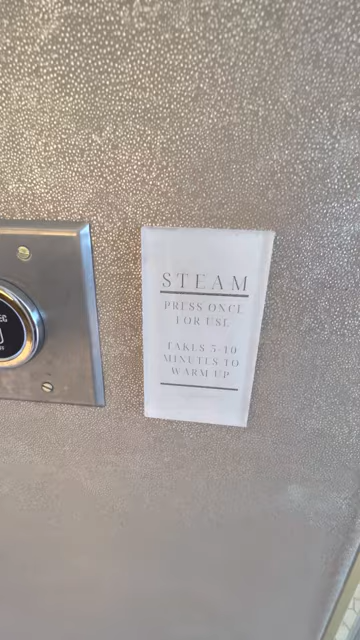 STEAM
PRESS ONCE
FOR USE
TAKES 5-10
MINUTES TO
WARM UP